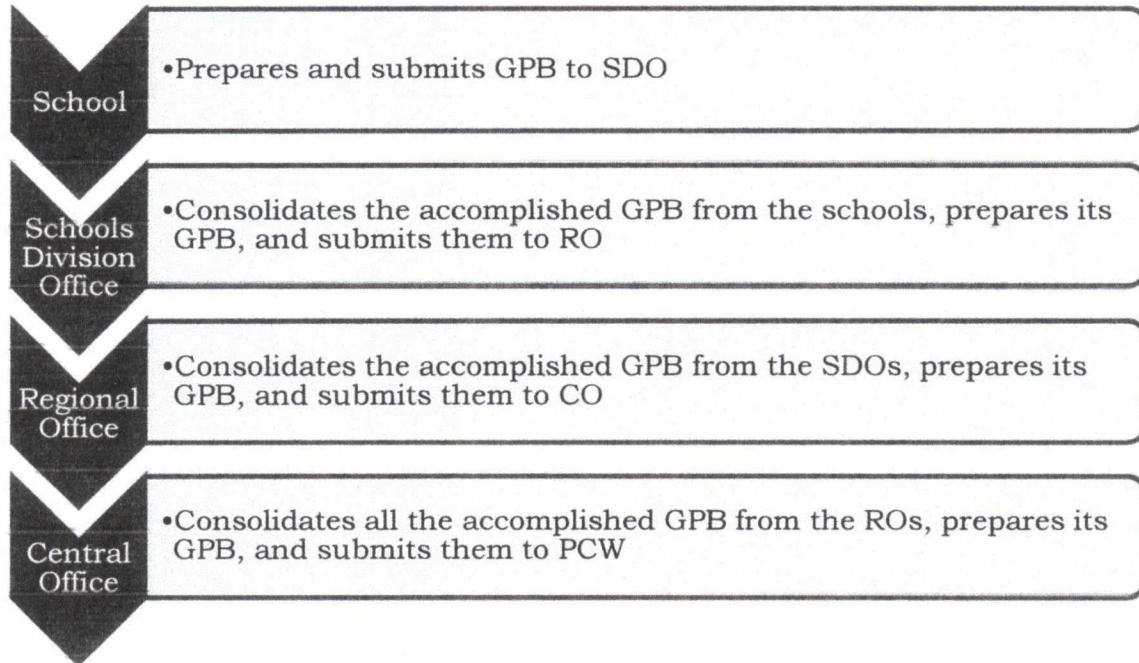 School
•Prepares and submits GPB to SDO
Schools
Division
Office
•Consolidates the accomplished GPB from the schools, prepares its
GPB, and submits them to RO
Regional
Office
•Consolidates the accomplished GPB from the SDOs, prepares its
GPB, and submits them to CO
Central
Office
•Consolidates all the accomplished GPB from the ROs, prepares its
GPB, and submits them to PCW